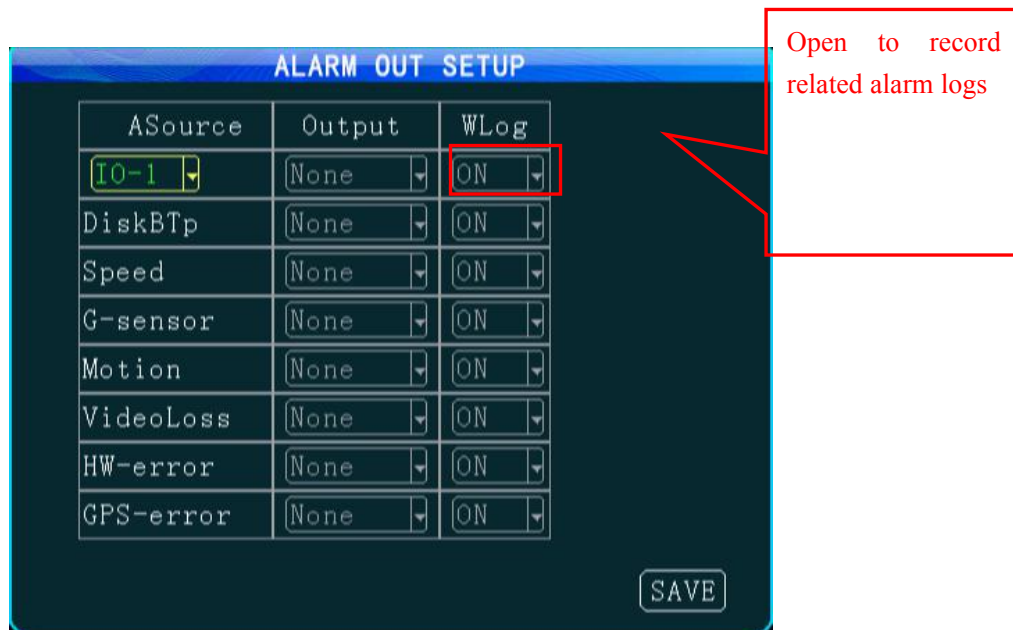 ALARM OUT SETUP
Open to record
related alarm logs
ASource Output WLog
IO-1 None ON
DiskBTp None ON
Speed None ON
G-sensor None ON
Motion None ON
VideoLoss None ON
HW-error None ON
GPS-error None ON
SAVE